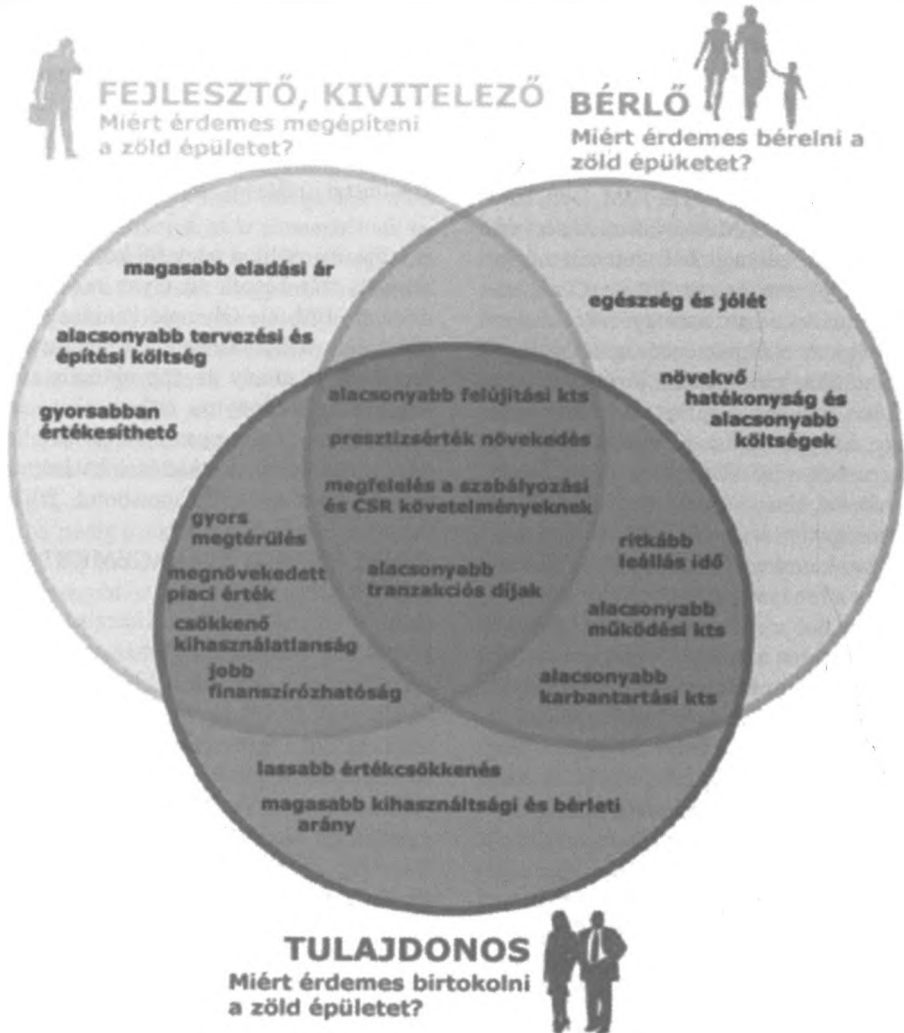 FEJLESZTŐ, KIVITELEZŐ
Miért érdemes megépíteni
a zöld épületet?
BÉRLŐ
Miért érdemes bérelni a
zöld épüketet?
magasabb eladási ár
alacsonyabb tervezési és
építési költség
gyorsabban
értékesíthető
egészség és jólét
növekvő
hatékonyság és
alacsonyabb
költségek
alacsonyabb felújítási kts
presztizsérték növekedés
megfelelés a szabályozási
és CSR követelményeknek
alacsonyabb
tranzakciós díjak
gyors
megtérülés
megnövekedett
piaci érték
csökkenő
kihasználatlanság
jobb
finanszírózhatóság
ritkább
leállás idő
alacsonyabb
működési kts
alacsonyabb
karbantartási kts
lassabb értékcsökkenés
magasabb kihasználtsági és bérleti
arány
TULAJDONOS
Miért érdemes birtokolni
a zöld épületet?